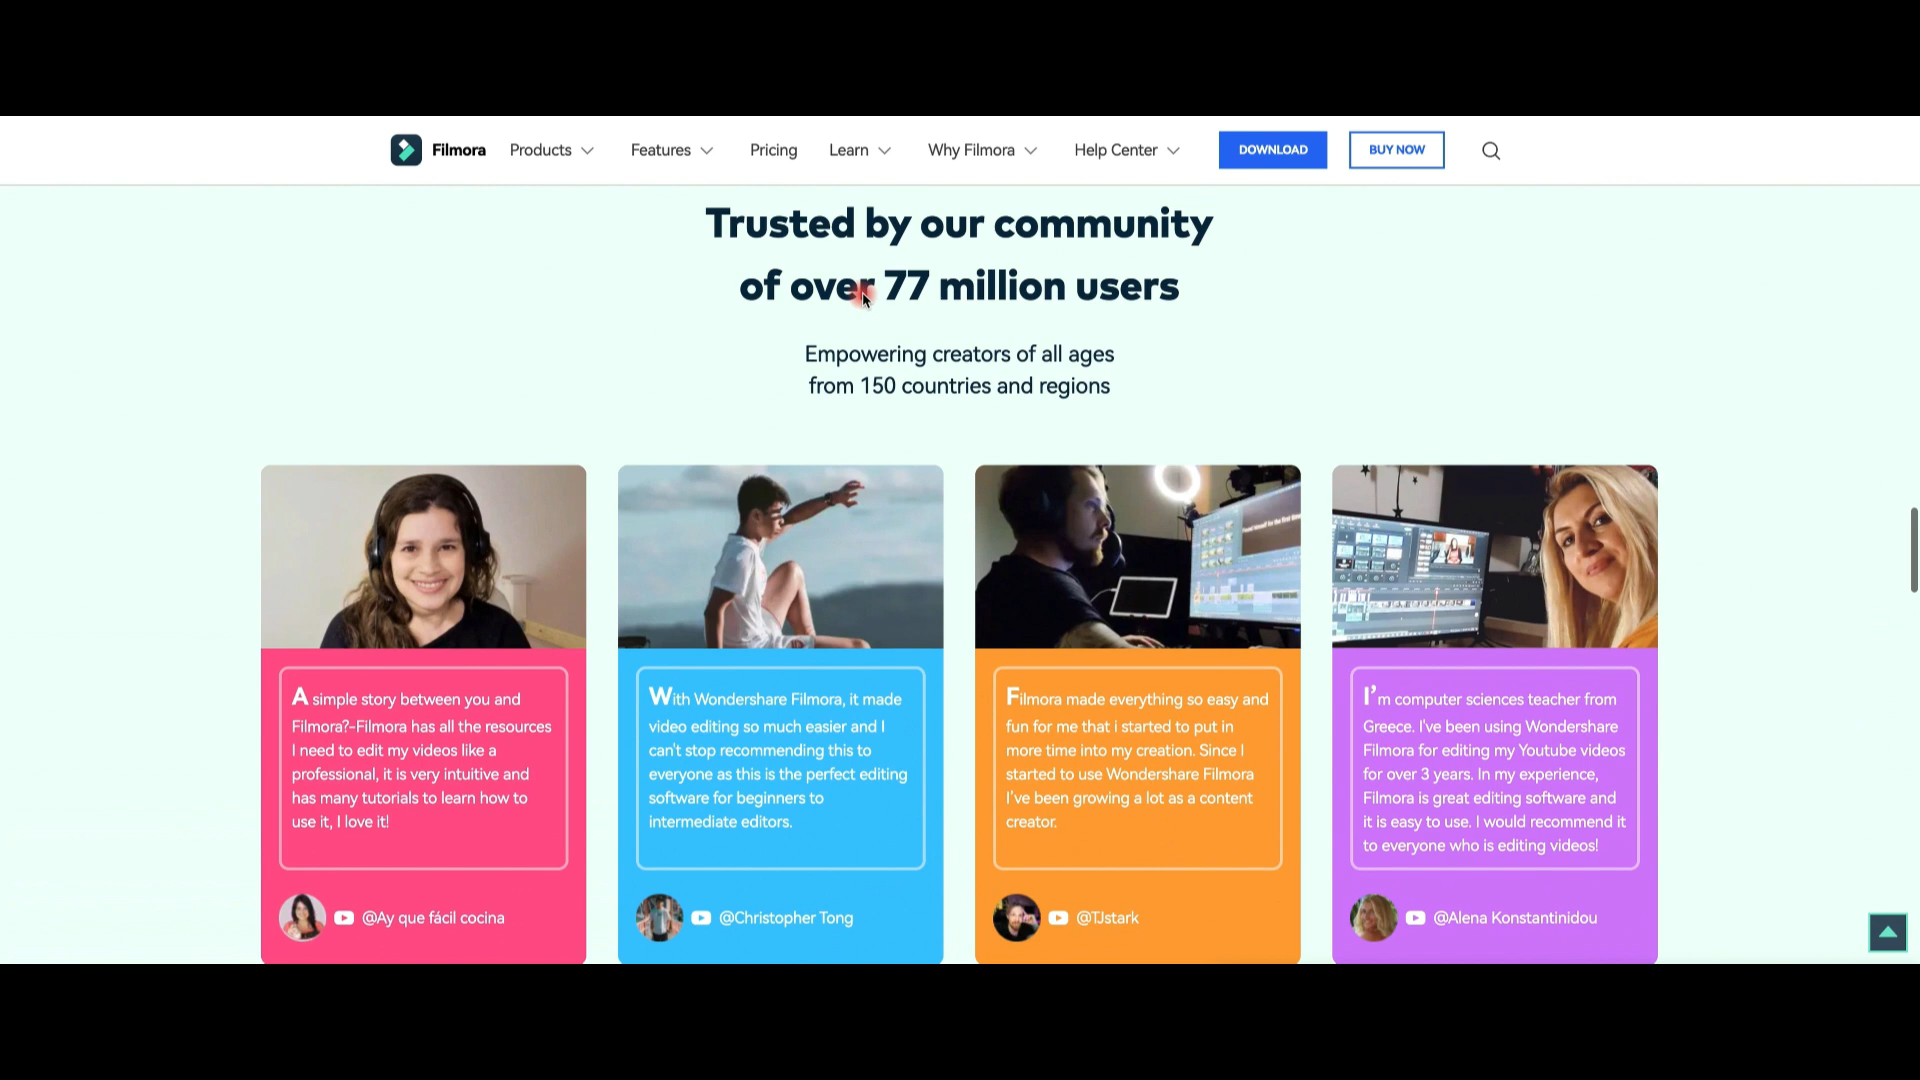 Filmora Products Features Pricing Learn Why Filmora Help Center DOWNLOAD BUY NOW
Trusted by our community
of over 77 million users
Empowering creators of all ages
from 150 countries and regions
A simple story between you and
Filmora?-Filmora has all the resources
I need to edit my videos like a
professional, it is very intuitive and
has many tutorials to learn how to
use it, I love it!
@Ay que fácil cocina
With Wondershare Filmora, it made
video editing so much easier and I
can't stop recommending this to
everyone as this is the perfect editing
software for beginners to
intermediate editors.
@Christopher Tong
Filmora made everything so easy and
fun for me that i started to put in
more time into my creation. Since I
started to use Wondershare Filmora
I've been growing a lot as a content
creator.
@TJstark
I'm computer sciences teacher from
Greece. I've been using Wondershare
Filmora for editing my Youtube videos
for over 3 years. In my experience,
Filmora is great editing software and
it is easy to use. I would recommend it
to everyone who is editing videos!
@Alena Konstantinidou